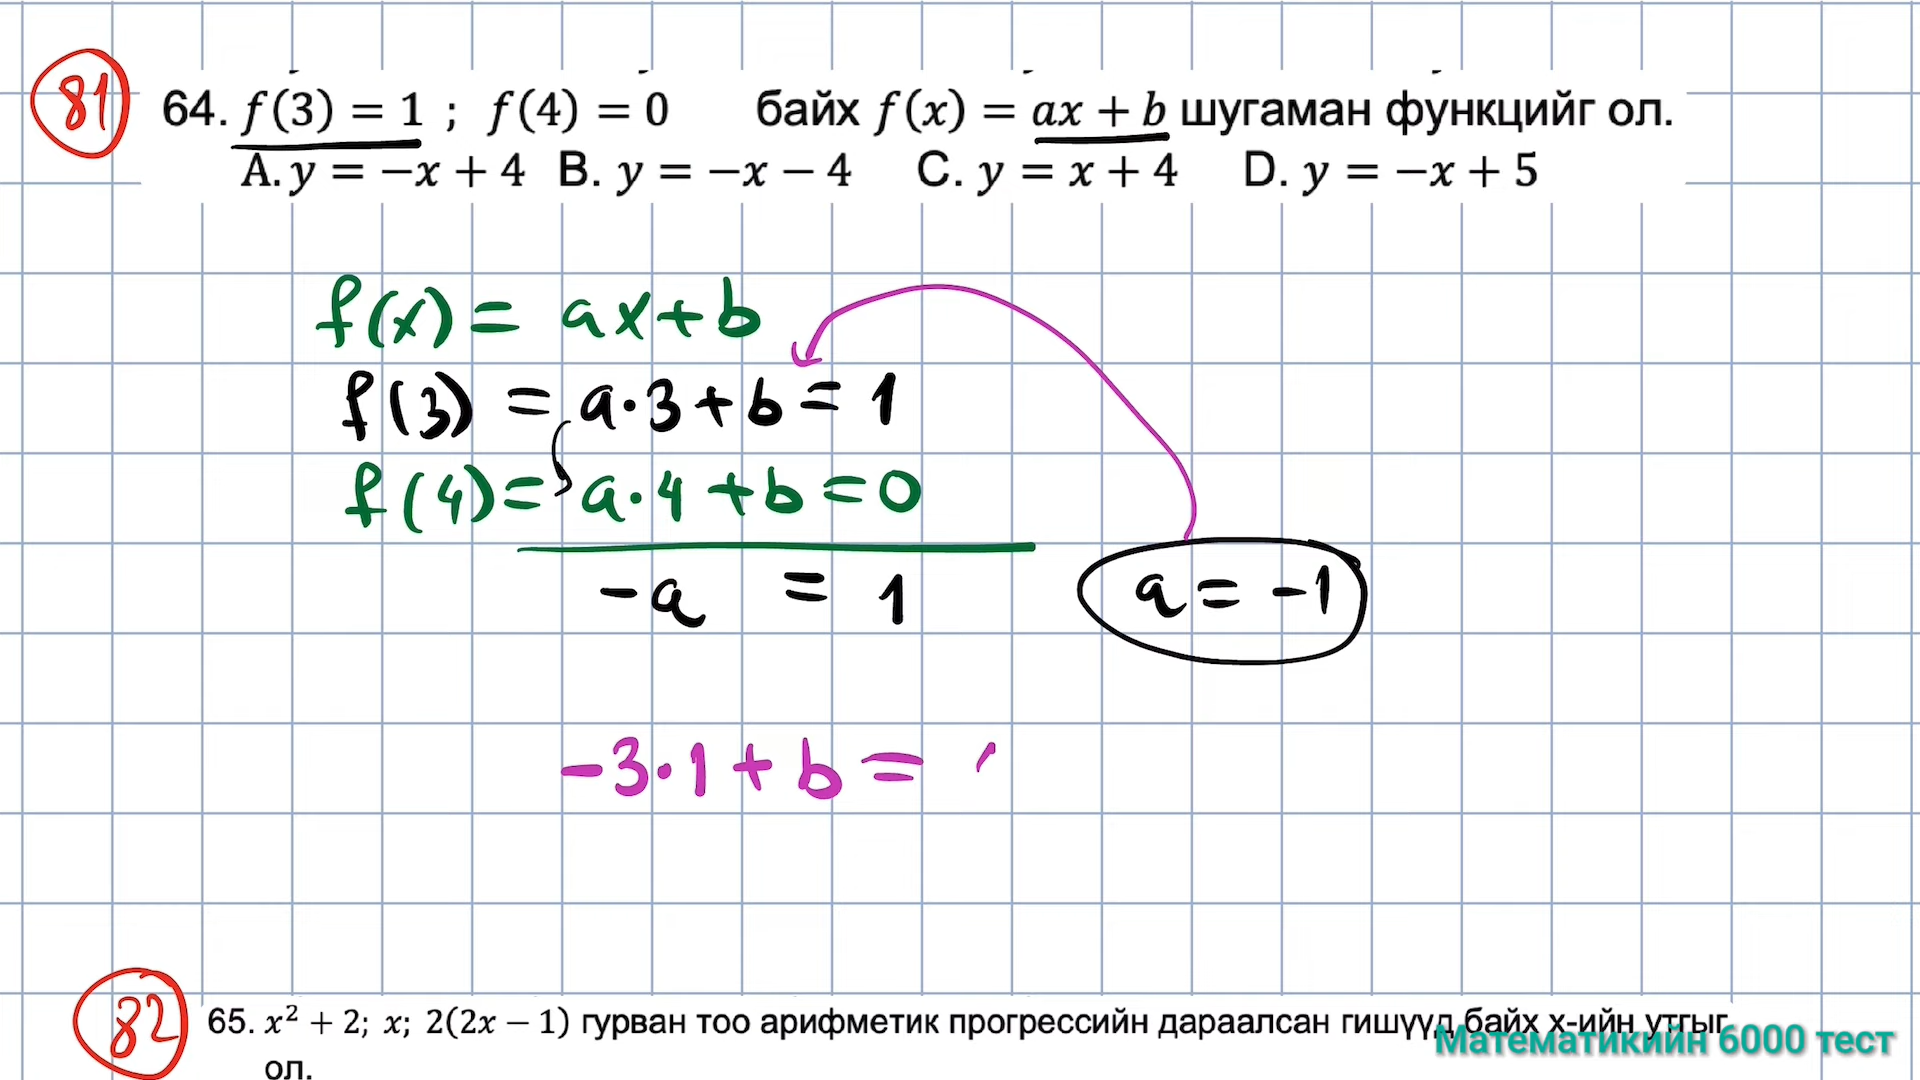 81
64. f(3) = 1 ; f(4) = 0 байх f(x) = ax + b шугаман функцийг ол.
A. y = −x + 4 B. y = −x − 4 C. y = x + 4 D. y = −x + 5
f(x) = ax+b
f(3) = a·3+b = 1
f(4) = a·4+b = 0
-a = 1 a = -1
-3·1+b =
82
65. x² + 2; x; 2(2x − 1) гурван тоо арифметик прогрессийн дараалсан гишүүд байх х-ийн утгыг
ол.
Математикийн 6000 тест